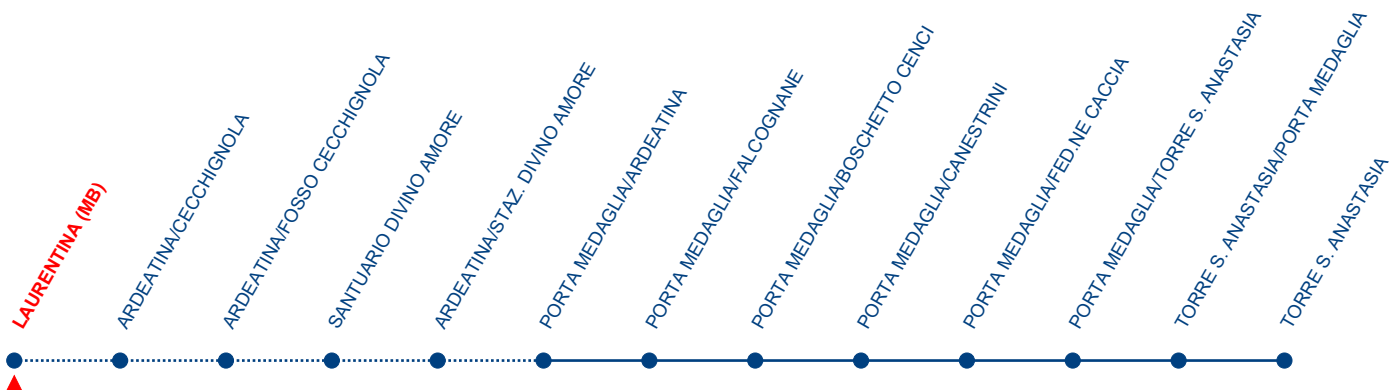 LAURENTINA (MB)
ARDEATINA/CECCHIGNOLA
ARDEATINA/FOSSO CECCHIGNOLA
SANTUARIO DIVINO AMORE
ARDEATINA/STAZ. DIVINO AMORE
PORTA MEDAGLIA/ARDEATINA
PORTA MEDAGLIA/FALCOGNANE
PORTA MEDAGLIA/BOSCHETTO CENCI
PORTA MEDAGLIA/CANESTRINI
PORTA MEDAGLIA/FED.NE CACCIA
PORTA MEDAGLIA/TORRE S. ANASTASIA
TORRE S. ANASTASIA/PORTA MEDAGLIA
TORRE S. ANASTASIA